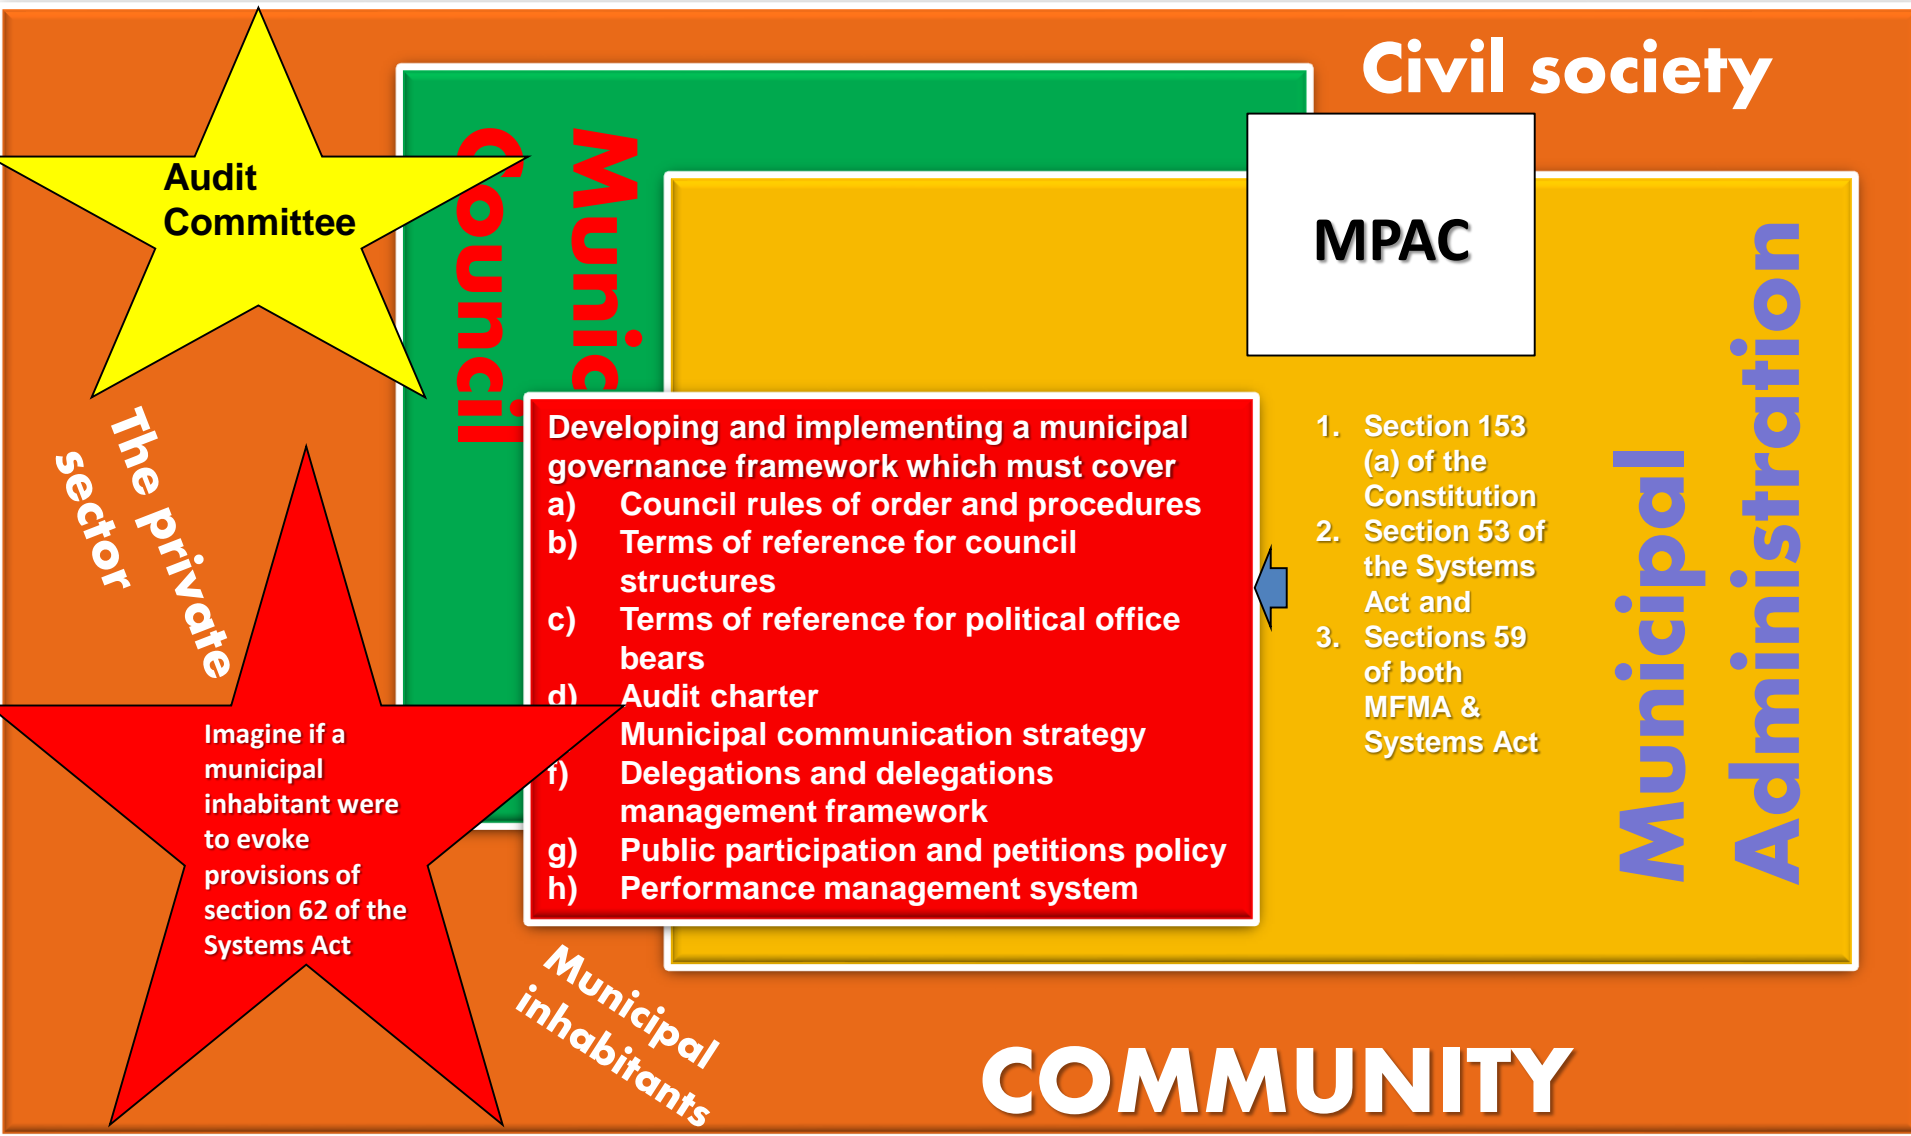 Civil society
Audit
Committee
Munic
Council
MPAC
Municipal
Administration
The private
sector
Developing and implementing a municipal
governance framework which must cover
a) Council rules of order and procedures
b) Terms of reference for council
structures
c) Terms of reference for political office
bears
d) Audit charter
Municipal communication strategy
f) Delegations and delegations
management framework
g) Public participation and petitions policy
h) Performance management system
1. Section 153
(a) of the
Constitution
2. Section 53 of
the Systems
Act and
3. Sections 59
of both
MFMA &
Systems Act
Imagine if a
municipal
inhabitant were
to evoke
provisions of
section 62 of the
Systems Act
Municipal
inhabitants
COMMUNITY